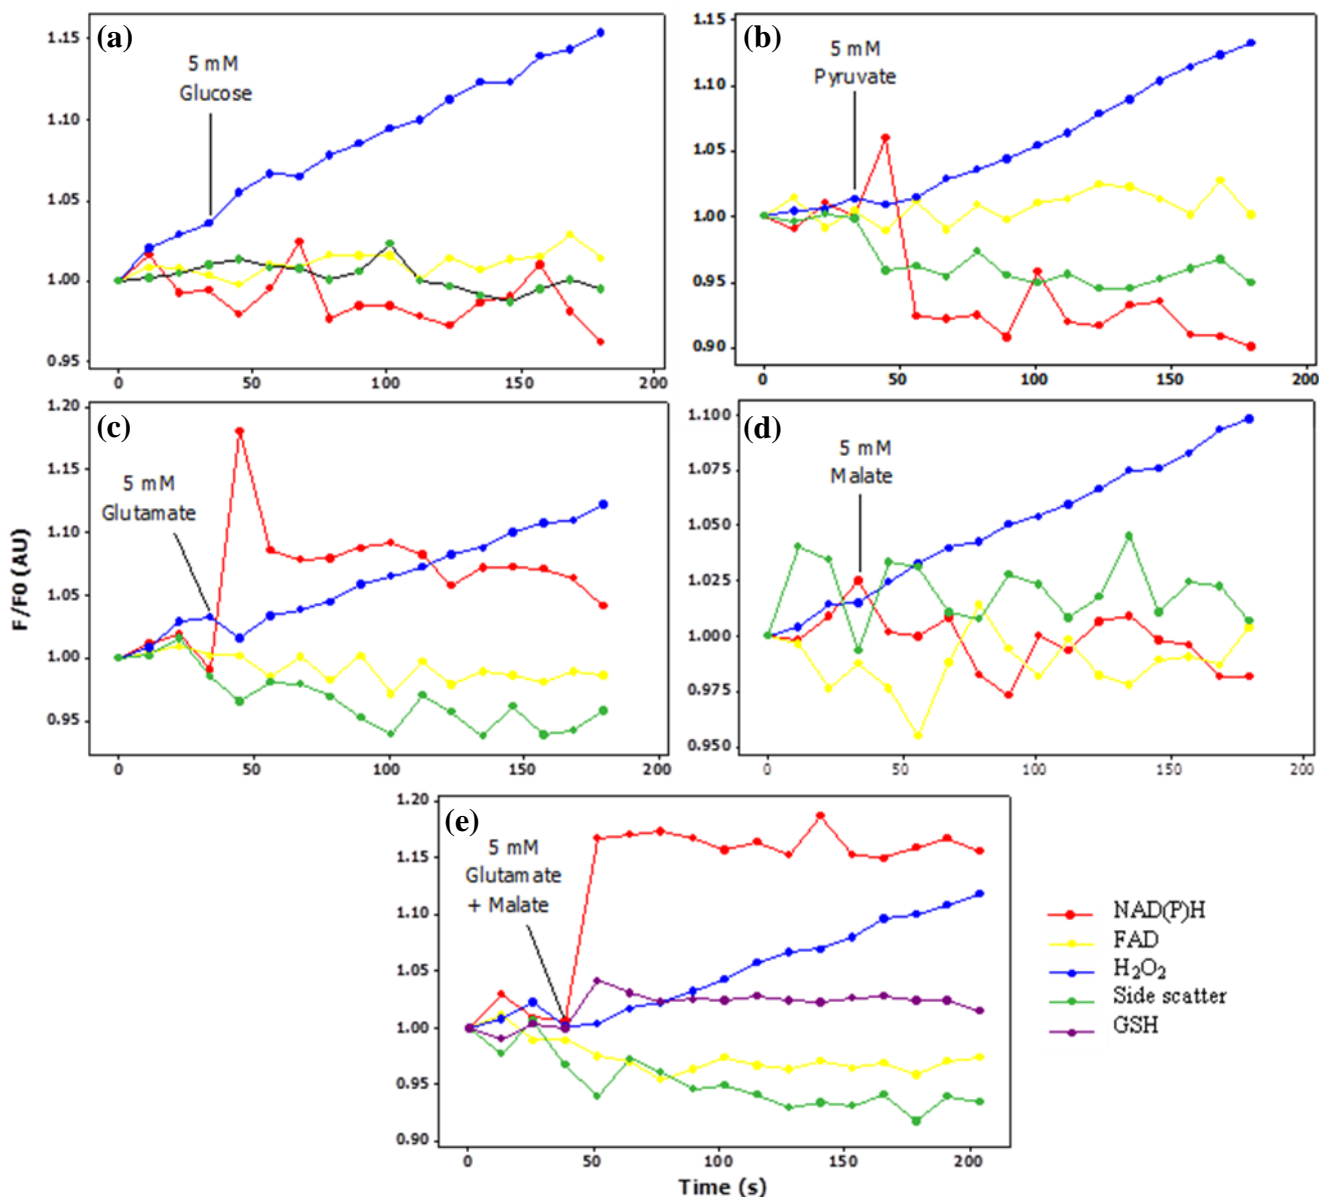 (a)
5 mM
Glucose
1.15
1.10
1.05
1.00
0.95
0 50 100 150 200
(b)
5 mM
Pyruvate
1.15
1.10
1.05
1.00
0.95
0.90
0 50 100 150 200
(c)
5 mM
Glutamate
1.20
1.15
1.10
1.05
1.00
0.95
0 50 100 150 200
(d)
5 mM
Malate
1.100
1.075
1.050
1.025
1.000
0.975
0.950
0 50 100 150 200
F/F0 (AU)
(e)
5 mM
Glutamate
+ Malate
1.20
1.15
1.10
1.05
1.00
0.95
0.90
0 50 100 150 200
Time (s)
NAD(P)H
FAD
H₂O₂
Side scatter
GSH